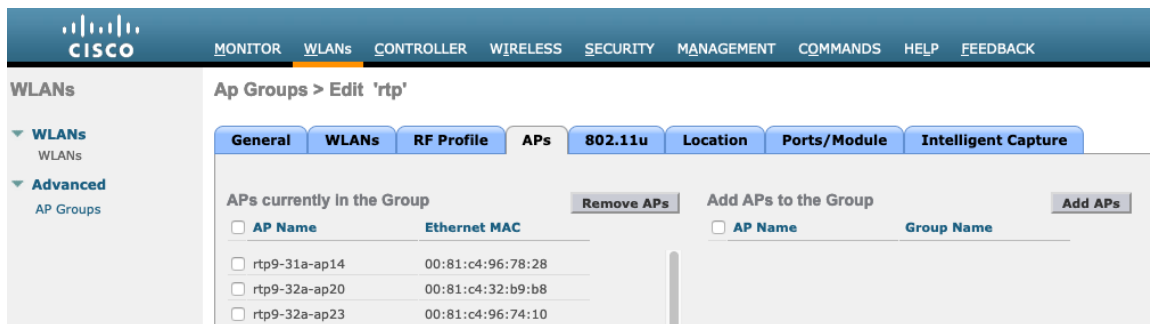 CISCO
MONITOR WLANs CONTROLLER WIRELESS SECURITY MANAGEMENT COMMANDS HELP FEEDBACK
WLANs
Ap Groups > Edit 'rtp'
WLANs
WLANs
Advanced
AP Groups
General WLANs RF Profile APs 802.11u Location Ports/Module Intelligent Capture
APs currently in the Group Remove APs
AP Name Ethernet MAC
rtp9-31a-ap14 00:81:c4:96:78:28
rtp9-32a-ap20 00:81:c4:32:b9:b8
rtp9-32a-ap23 00:81:c4:96:74:10
Add APs to the Group Add APs
AP Name Group Name